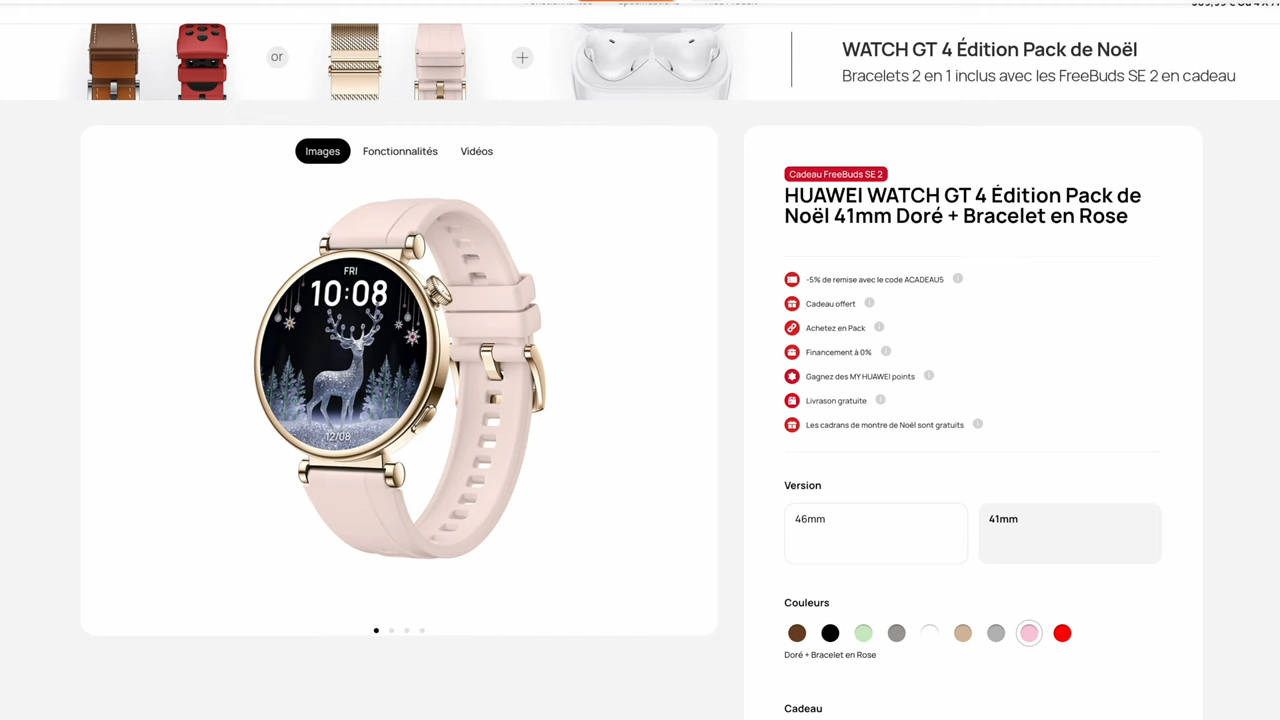 or
+
WATCH GT 4 Édition Pack de Noël
Bracelets 2 en 1 inclus avec les FreeBuds SE 2 en cadeau
Images
Fonctionnalités
Vidéos
FRI
10:08
12/08
Cadeau FreeBuds SE 2
HUAWEI WATCH GT 4 Édition Pack de
Noël 41mm Doré + Bracelet en Rose
-5% de remise avec le code ACADEAU5
Cadeau offert
Achetez en Pack
Financement à 0%
Gagnez des MY HUAWEI points
Livrason gratuite
Les cadrans de montre de Noël sont gratuits
Version
46mm
41mm
Couleurs
Doré + Bracelet en Rose
Cadeau